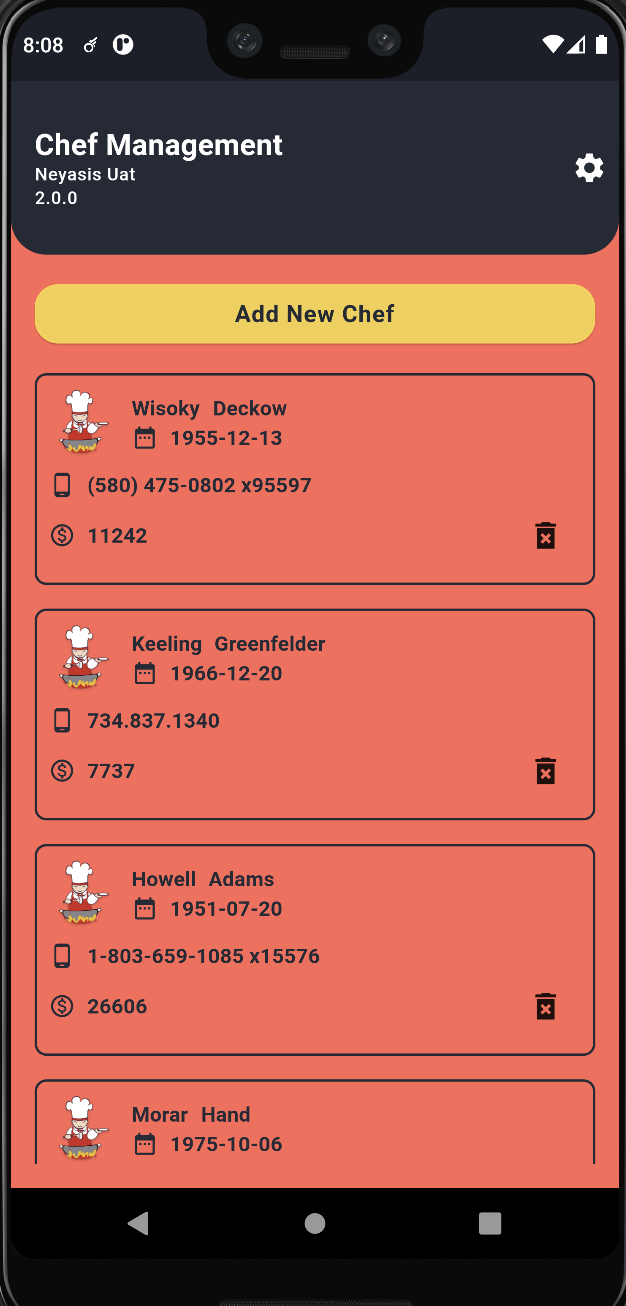 8:08
Chef Management
Neyasis Uat
2.0.0
Add New Chef
Wisoky Deckow
1955-12-13
(580) 475-0802 x95597
11242
Keeling Greenfelder
1966-12-20
734.837.1340
7737
Howell Adams
1951-07-20
1-803-659-1085 x15576
26606
Morar Hand
1975-10-06